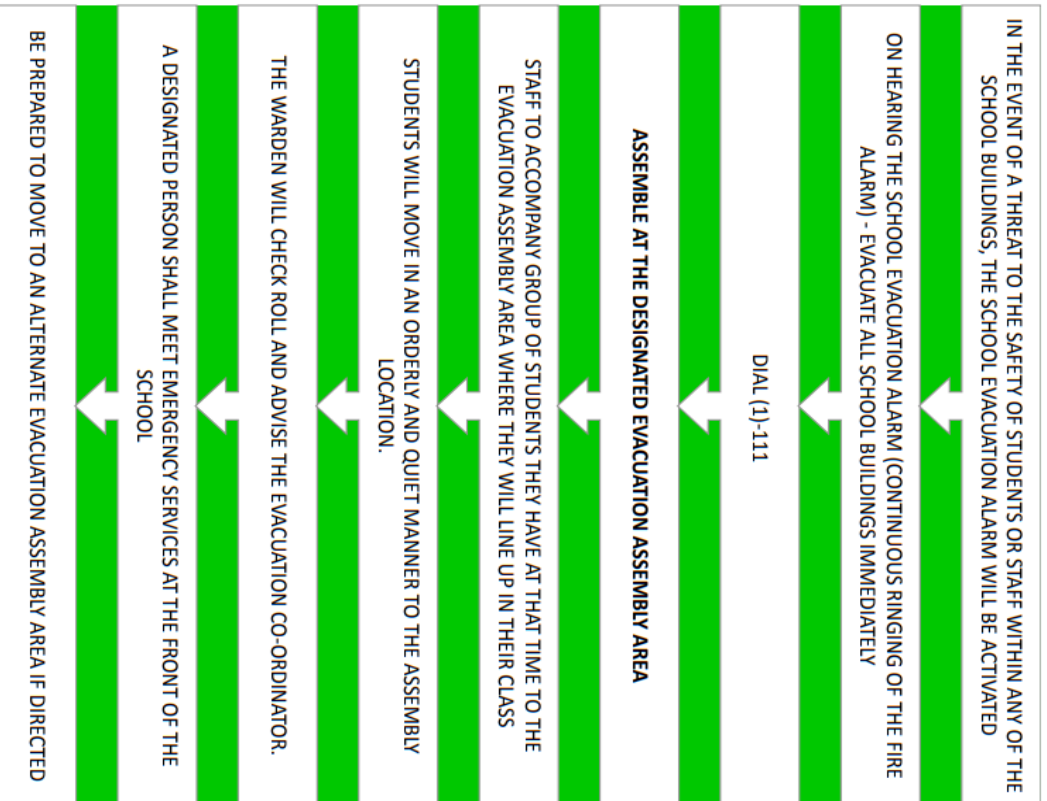 IN THE EVENT OF A THREAT TO THE SAFETY OF STUDENTS OR STAFF WITHIN ANY OF THE
SCHOOL BUILDINGS, THE SCHOOL EVACUATION ALARM WILL BE ACTIVATED
ON HEARING THE SCHOOL EVACUATION ALARM (CONTINUOUS RINGING OF THE FIRE
ALARM) - EVACUATE ALL SCHOOL BUILDINGS IMMEDIATELY
DIAL (1)-111
ASSEMBLE AT THE DESIGNATED EVACUATION ASSEMBLY AREA
STAFF TO ACCOMPANY GROUP OF STUDENTS THEY HAVE AT THAT TIME TO THE
EVACUATION ASSEMBLY AREA WHERE THEY WILL LINE UP IN THEIR CLASS
STUDENTS WILL MOVE IN AN ORDERLY AND QUIET MANNER TO THE ASSEMBLY
LOCATION.
THE WARDEN WILL CHECK ROLL AND ADVISE THE EVACUATION CO-ORDINATOR.
A DESIGNATED PERSON SHALL MEET EMERGENCY SERVICES AT THE FRONT OF THE
SCHOOL
BE PREPARED TO MOVE TO AN ALTERNATE EVACUATION ASSEMBLY AREA IF DIRECTED